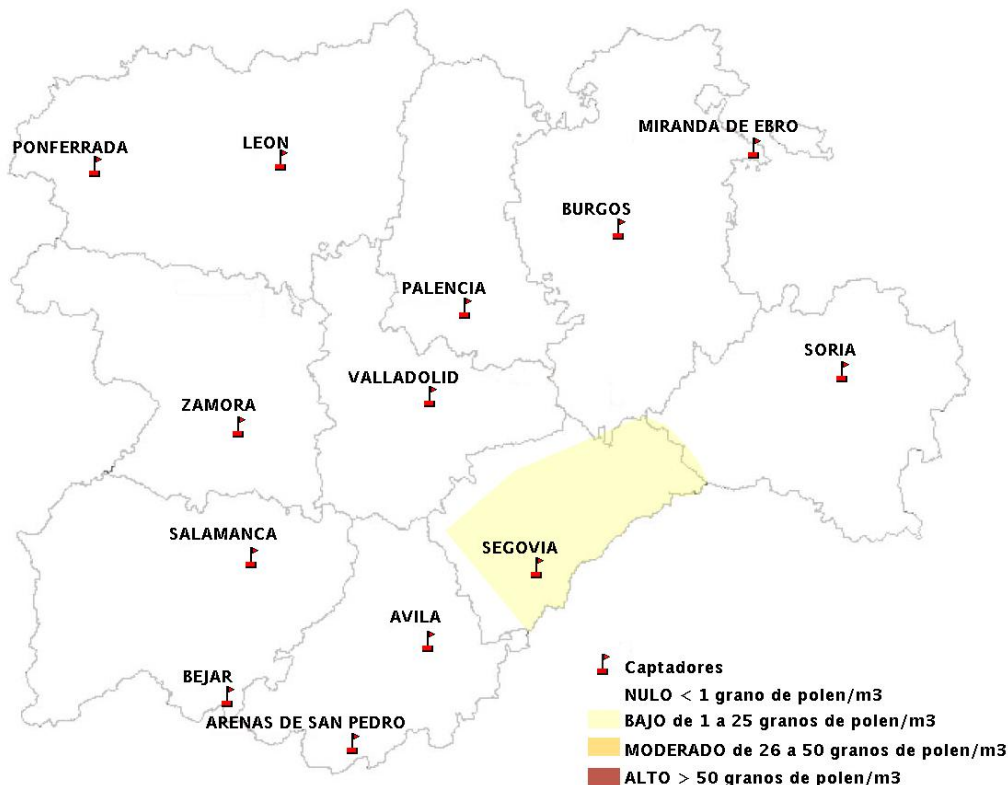 MIRANDA DE EBRO
PONFERRADA
LEON
BURGOS
PALENCIA
SORIA
VALLADOLID
ZAMORA
SALAMANCA
SEGOVIA
AVILA
BEJAR
ARENAS DE SAN PEDRO
Captadores
NULO < 1 grano de polen/m3
BAJO de 1 a 25 granos de polen/m3
MODERADO de 26 a 50 granos de polen/m3
ALTO > 50 granos de polen/m3